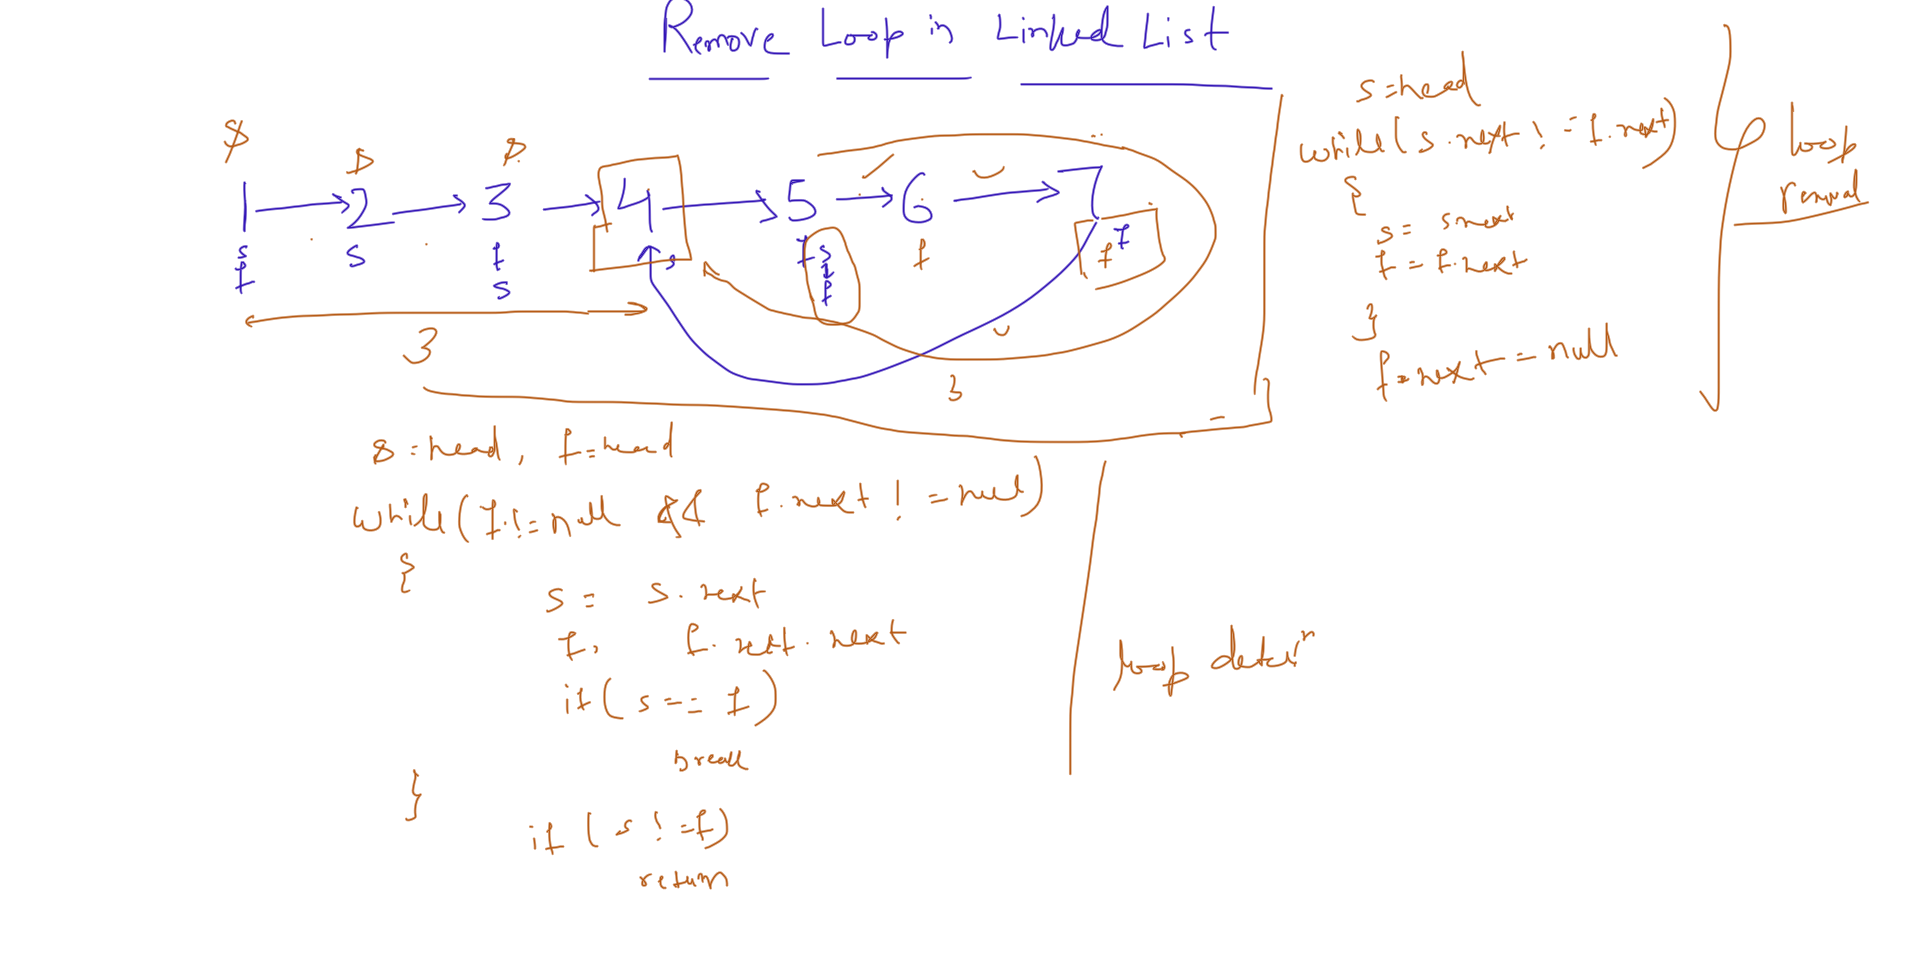 Remove Loop in Linked List
s s s
1 2 3 4 5 6 7
s s f s f s f f f
f s f
3
3
s = head, f = head
while ( f != null && f.next != null)
{
s = s.next
f = f.next.next
if ( s == f )
break
}
if ( s != f)
return
loop detecn
s = head
while ( s.next != f.next)
{
s = s.next
f = f.next
}
f.next = null
loop
removal